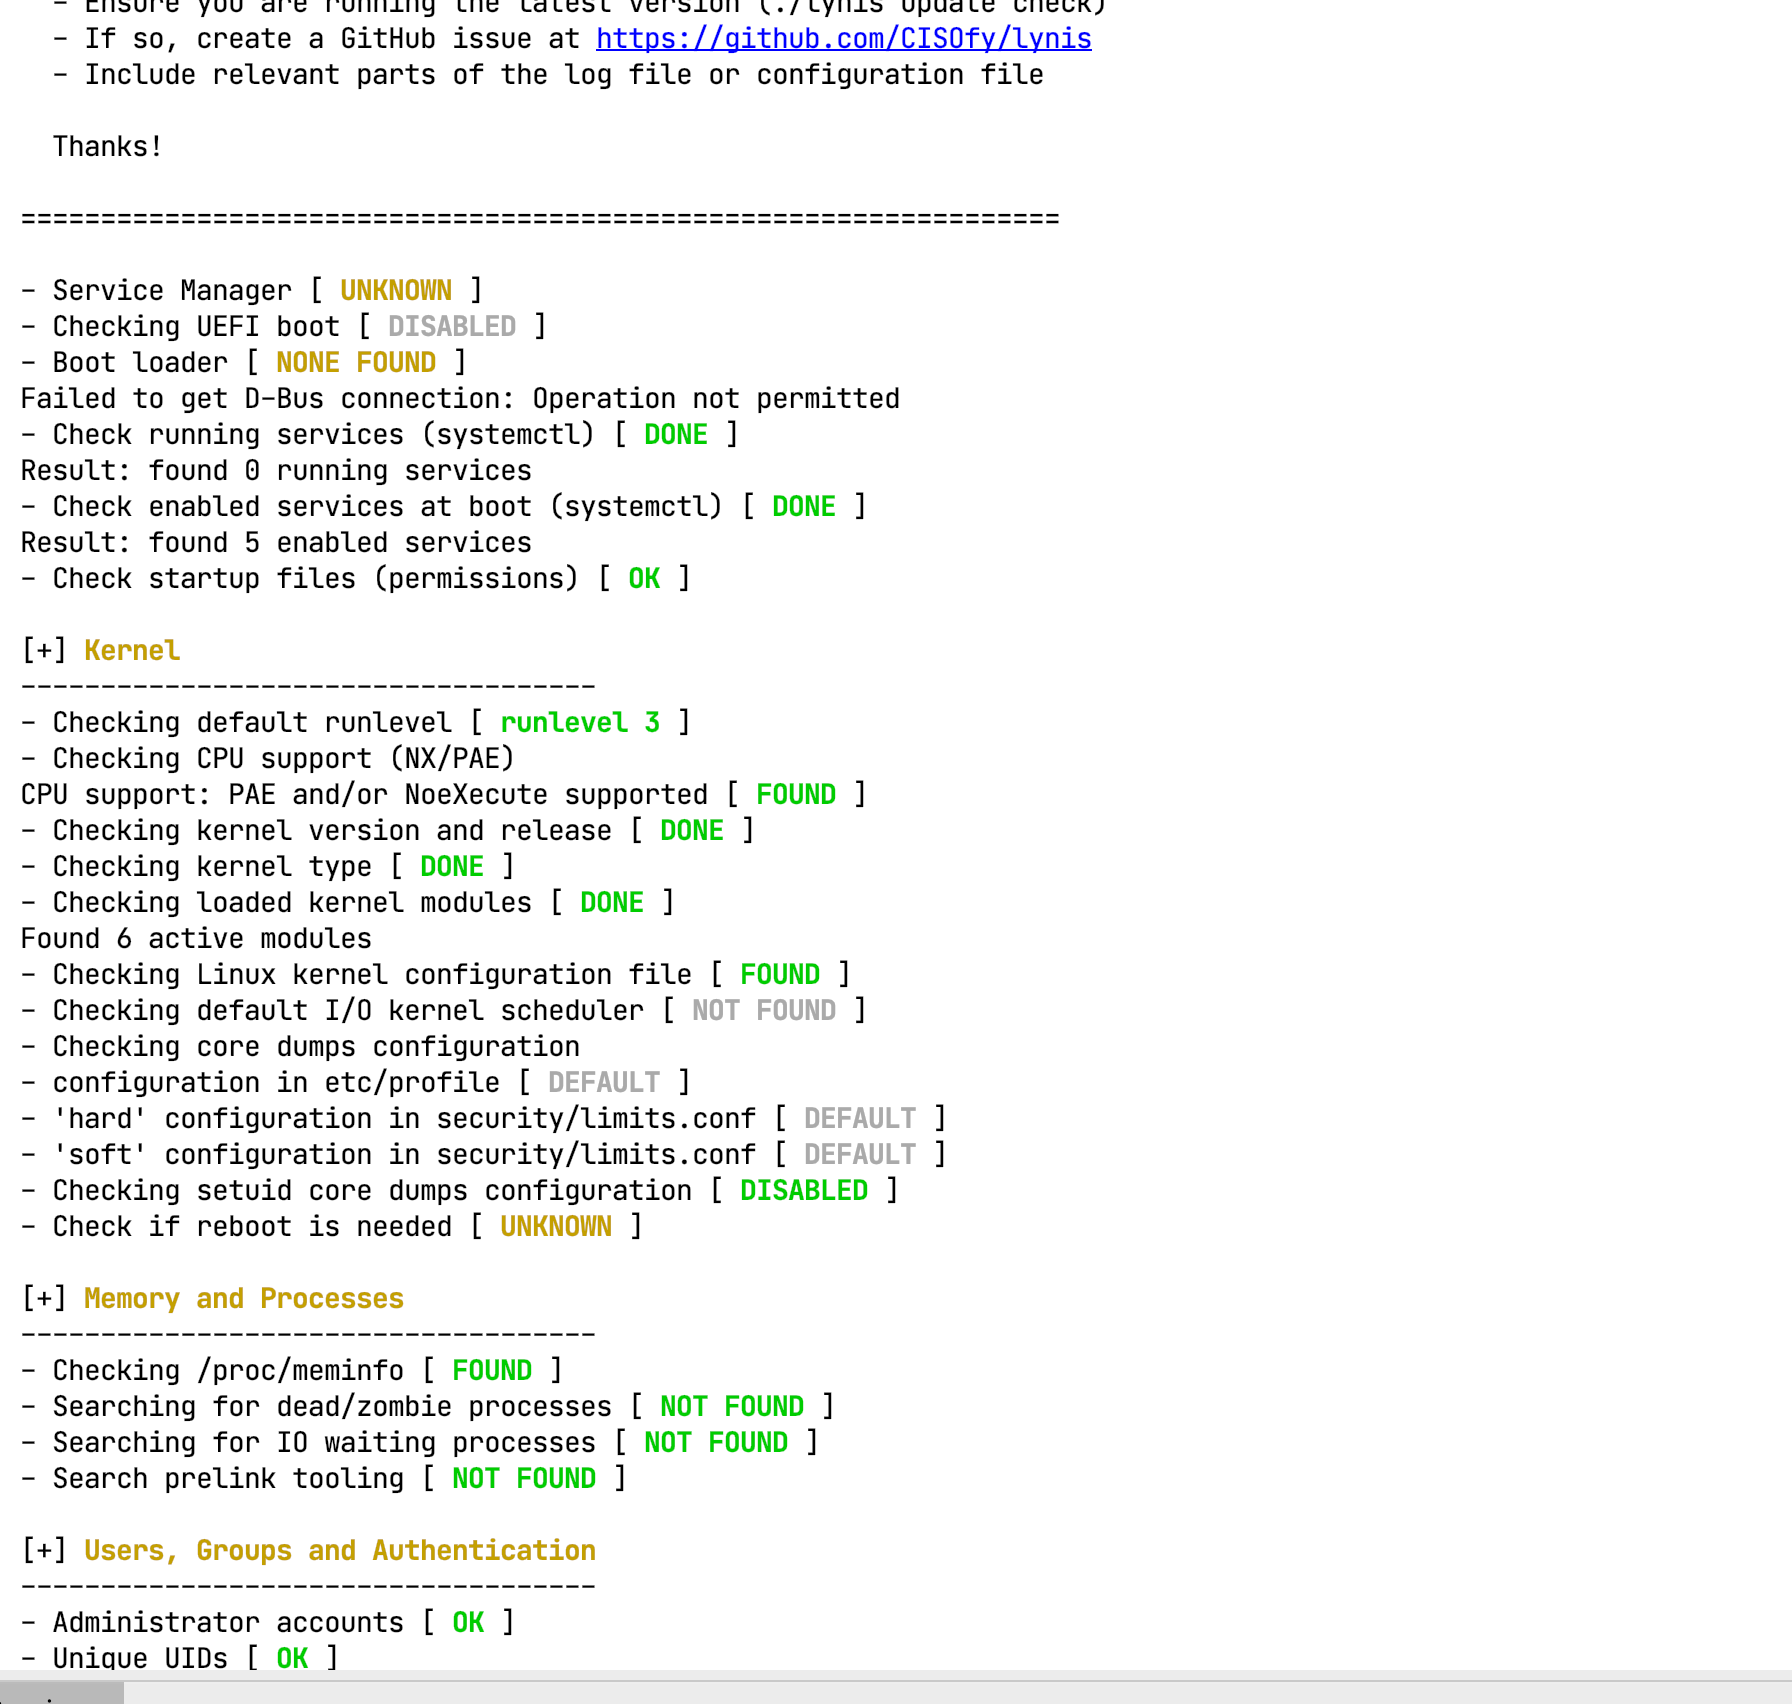 - Ensure you are running the latest version (./lynis update check)
- If so, create a GitHub issue at https://github.com/CISOfy/lynis
- Include relevant parts of the log file or configuration file
Thanks!
=================================================================
- Service Manager [ UNKNOWN ]
- Checking UEFI boot [ DISABLED ]
- Boot loader [ NONE FOUND ]
Failed to get D-Bus connection: Operation not permitted
- Check running services (systemctl) [ DONE ]
Result: found 0 running services
- Check enabled services at boot (systemctl) [ DONE ]
Result: found 5 enabled services
- Check startup files (permissions) [ OK ]
[+] Kernel
------------------------------------
- Checking default runlevel [ runlevel 3 ]
- Checking CPU support (NX/PAE)
CPU support: PAE and/or NoeXecute supported [ FOUND ]
- Checking kernel version and release [ DONE ]
- Checking kernel type [ DONE ]
- Checking loaded kernel modules [ DONE ]
Found 6 active modules
- Checking Linux kernel configuration file [ FOUND ]
- Checking default I/O kernel scheduler [ NOT FOUND ]
- Checking core dumps configuration
- configuration in etc/profile [ DEFAULT ]
- 'hard' configuration in security/limits.conf [ DEFAULT ]
- 'soft' configuration in security/limits.conf [ DEFAULT ]
- Checking setuid core dumps configuration [ DISABLED ]
- Check if reboot is needed [ UNKNOWN ]
[+] Memory and Processes
------------------------------------
- Checking /proc/meminfo [ FOUND ]
- Searching for dead/zombie processes [ NOT FOUND ]
- Searching for IO waiting processes [ NOT FOUND ]
- Search prelink tooling [ NOT FOUND ]
[+] Users, Groups and Authentication
------------------------------------
- Administrator accounts [ OK ]
- Unique UIDs [ OK ]